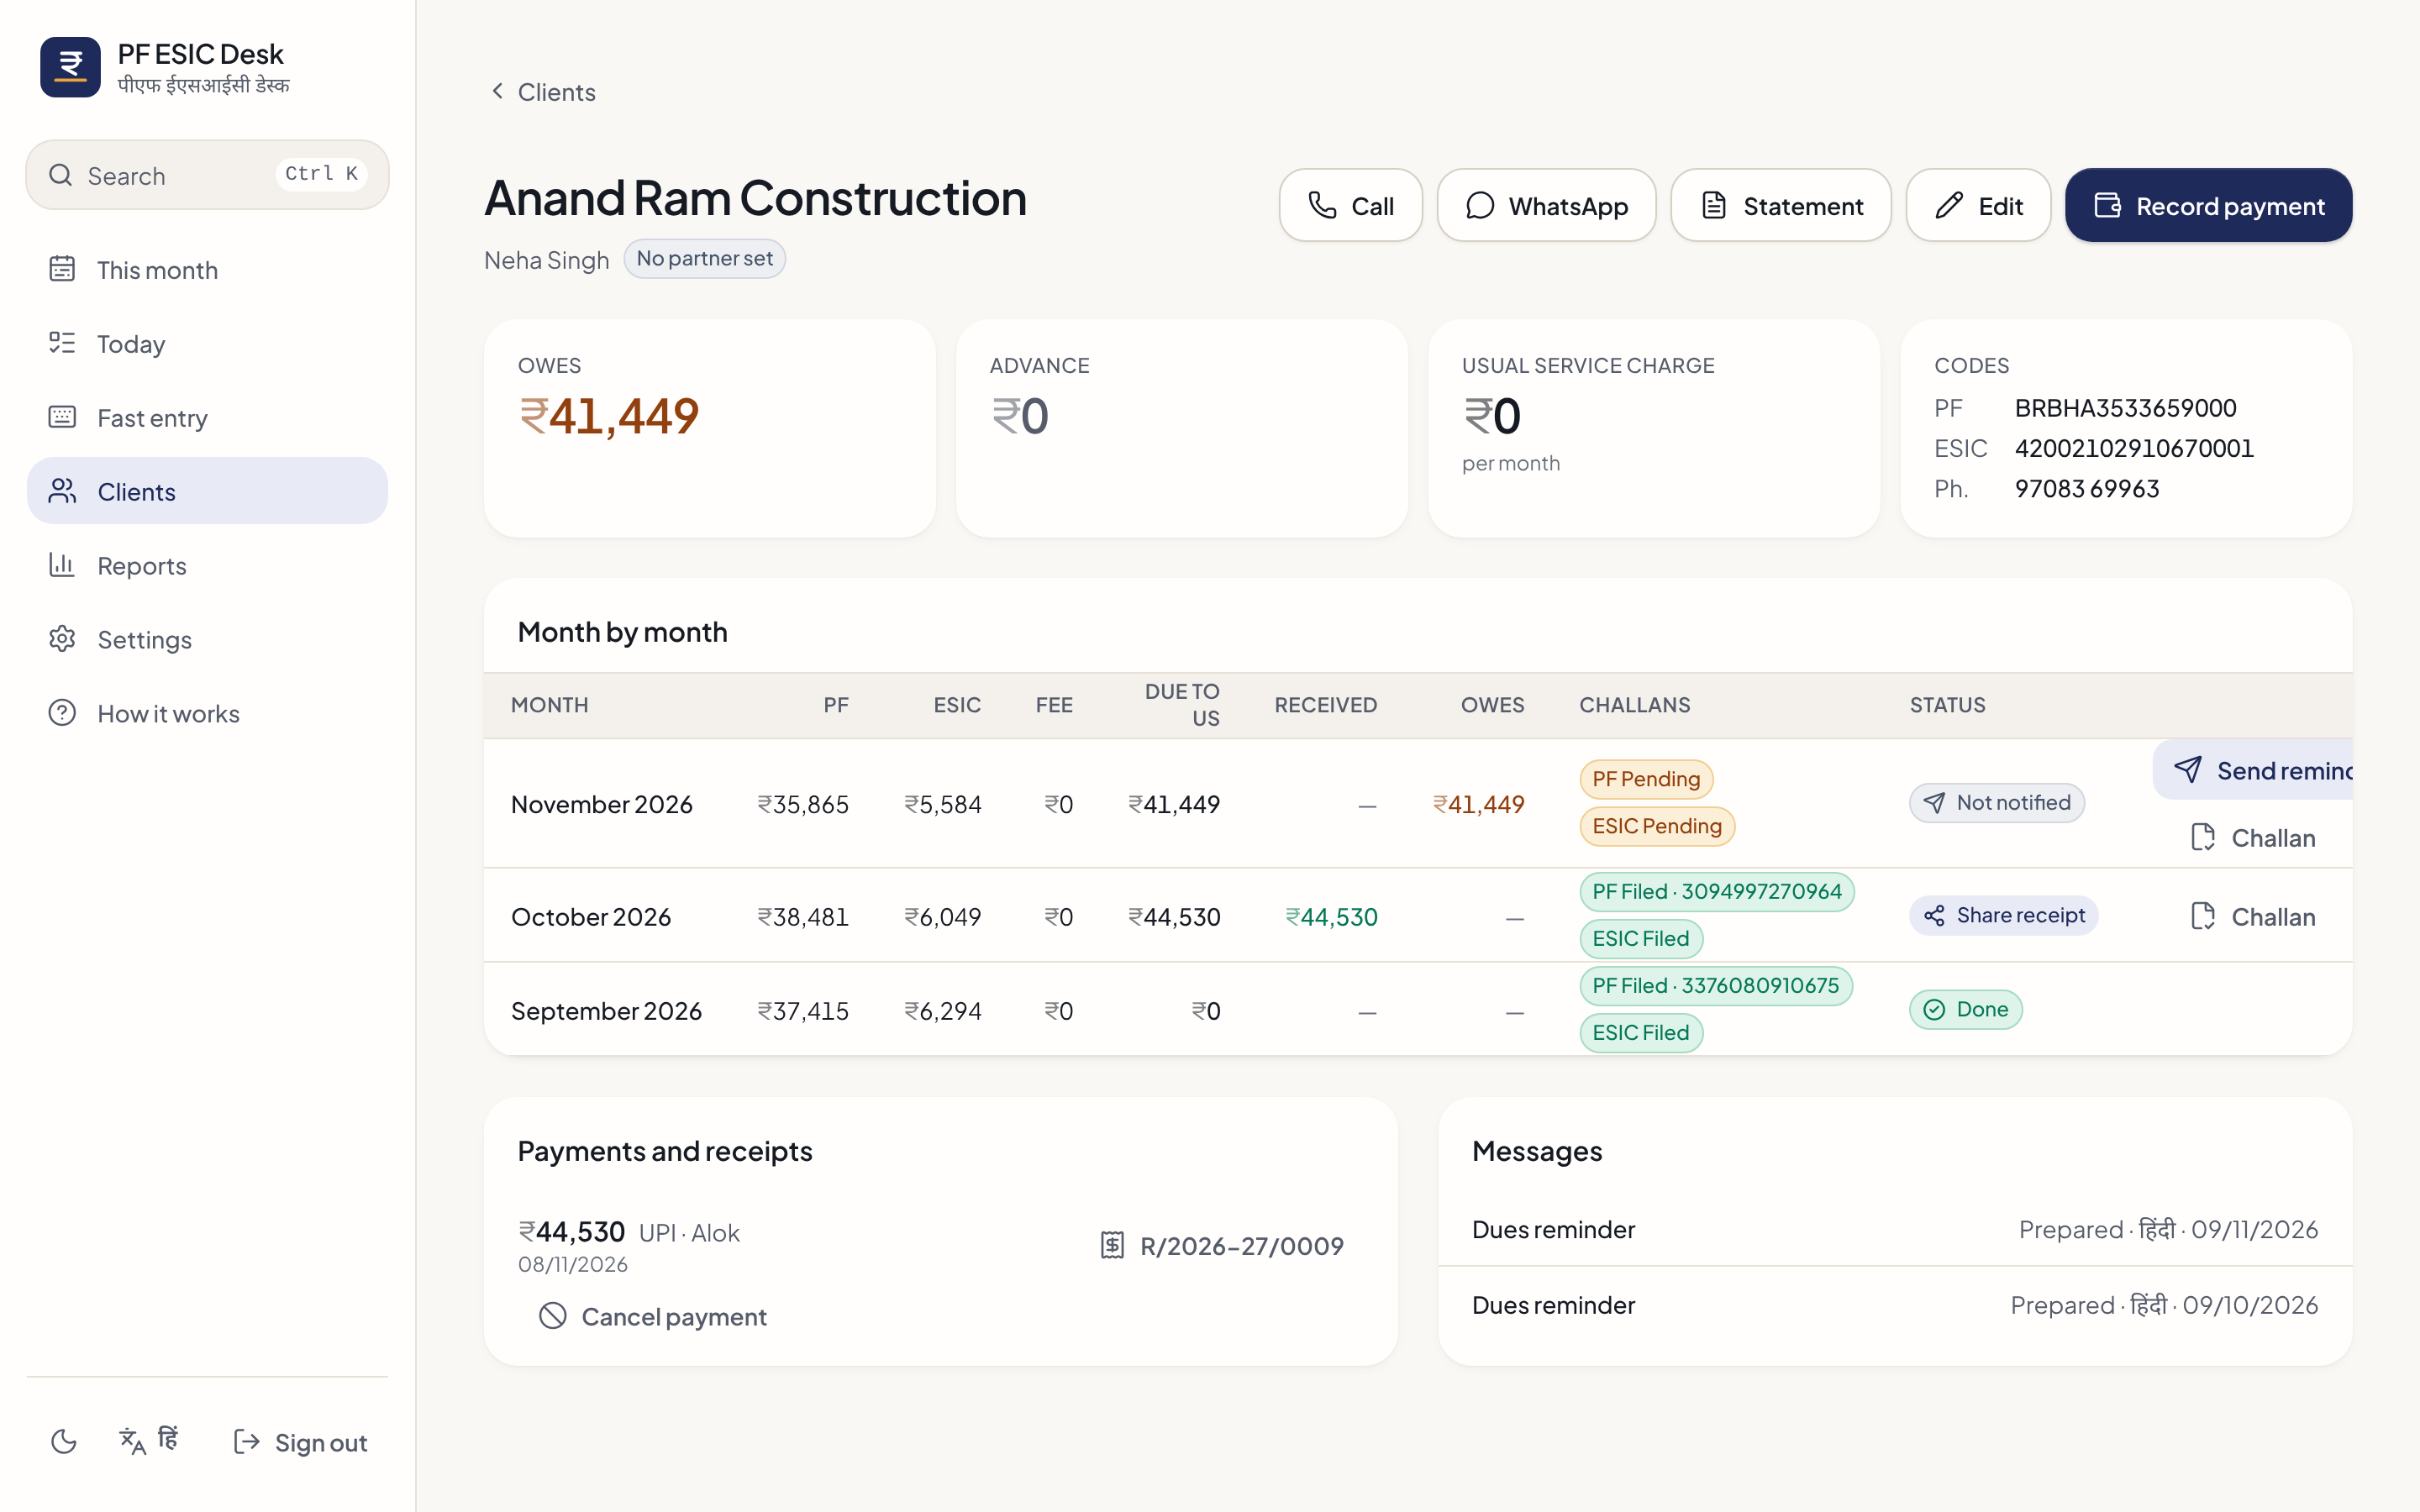 PF ESIC Desk
पीएफ ईएसआईसी डेस्क
Search Ctrl K
This month
Today
Fast entry
Clients
Reports
Settings
How it works
हिं Sign out
Clients
Anand Ram Construction
Neha Singh No partner set
Call WhatsApp Statement Edit Record payment
OWES
₹41,449
ADVANCE
₹0
USUAL SERVICE CHARGE
₹0
per month
CODES
PF BRBHA3533659000
ESIC 42002102910670001
Ph. 97083 69963
Month by month
MONTH PF ESIC FEE DUE TO US RECEIVED OWES CHALLANS STATUS
November 2026 ₹35,865 ₹5,584 ₹0 ₹41,449 — ₹41,449 PF Pending ESIC Pending Not notified Send remind Challan
October 2026 ₹38,481 ₹6,049 ₹0 ₹44,530 ₹44,530 — PF Filed · 3094997270964 ESIC Filed Share receipt Challan
September 2026 ₹37,415 ₹6,294 ₹0 ₹0 — — PF Filed · 3376080910675 ESIC Filed Done
Payments and receipts
₹44,530 UPI · Alok
08/11/2026
R/2026-27/0009
Cancel payment
Messages
Dues reminder Prepared · हिंदी · 09/11/2026
Dues reminder Prepared · हिंदी · 09/10/2026